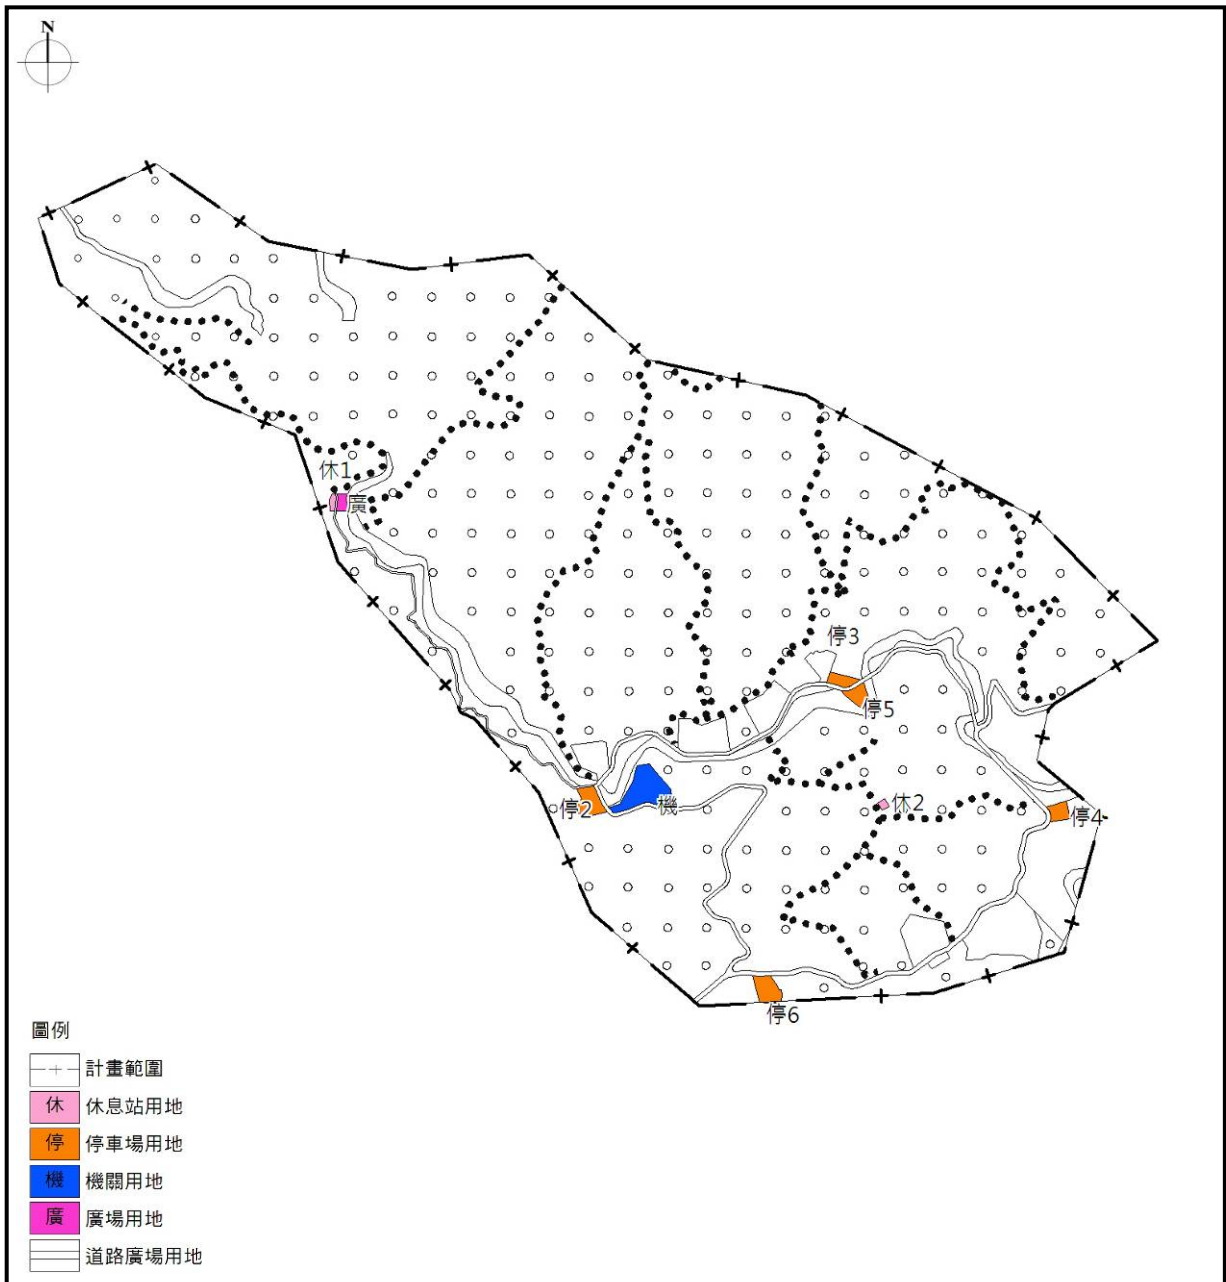 N
休1
廣
停3
停5
停2
機
休2
停4
停6
圖例
計畫範圍
休 休息站用地
停 停車場用地
機 機關用地
廣 廣場用地
道路廣場用地